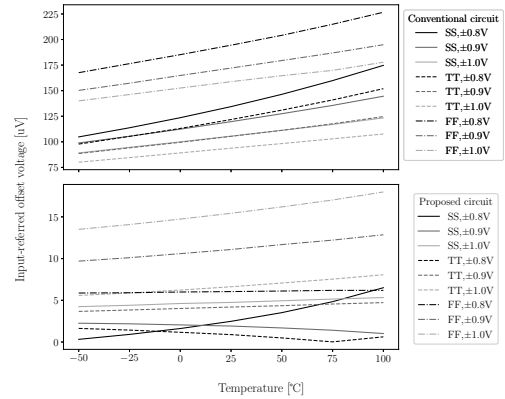 225
200
175
150
125
100
75
Conventional circuit
SS,±0.8V
SS,±0.9V
SS,±1.0V
TT,±0.8V
TT,±0.9V
TT,±1.0V
FF,±0.8V
FF,±0.9V
FF,±1.0V
Input-referred offset voltage [uV]
15
10
5
0
−50
−25
0
25
50
75
100
Proposed circuit
SS,±0.8V
SS,±0.9V
SS,±1.0V
TT,±0.8V
TT,±0.9V
TT,±1.0V
FF,±0.8V
FF,±0.9V
FF,±1.0V
Temperature [℃]